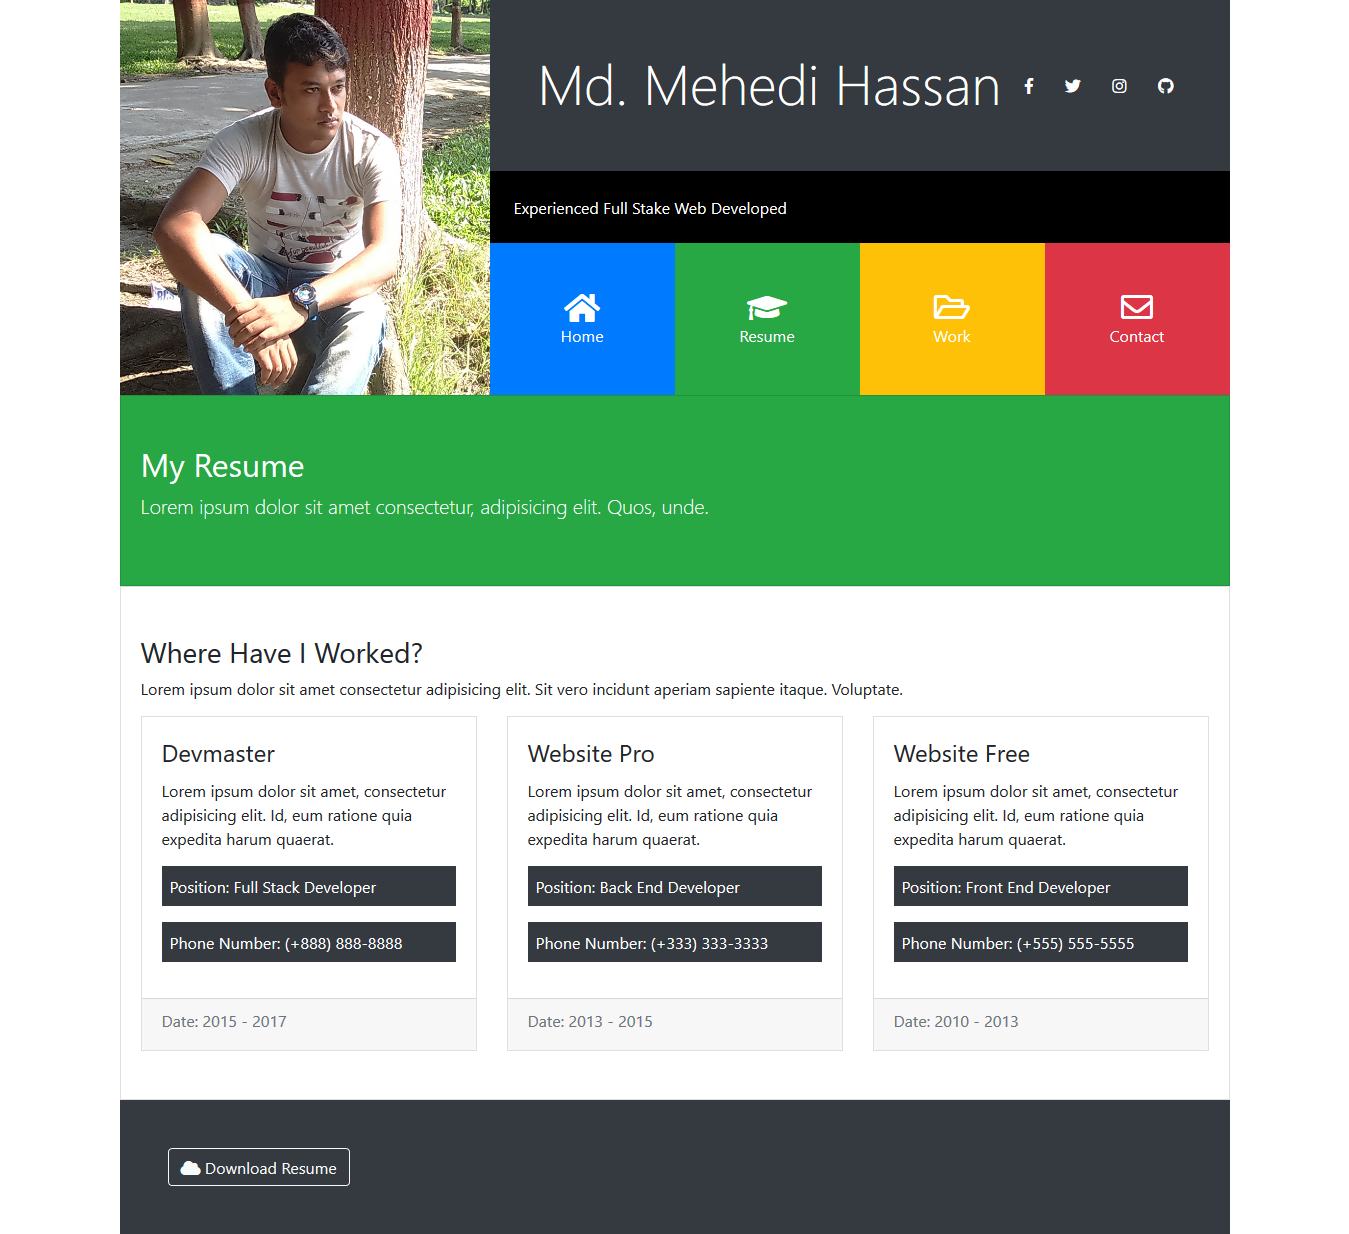 Md. Mehedi Hassan
Experienced Full Stake Web Developed
Home
Resume
Work
Contact
My Resume
Lorem ipsum dolor sit amet consectetur, adipisicing elit. Quos, unde.
Where Have I Worked?
Lorem ipsum dolor sit amet consectetur adipisicing elit. Sit vero incidunt aperiam sapiente itaque. Voluptate.
Devmaster
Lorem ipsum dolor sit amet, consectetur
adipisicing elit. Id, eum ratione quia
expedita harum quaerat.
Position: Full Stack Developer
Phone Number: (+888) 888-8888
Date: 2015 - 2017
Website Pro
Lorem ipsum dolor sit amet, consectetur
adipisicing elit. Id, eum ratione quia
expedita harum quaerat.
Position: Back End Developer
Phone Number: (+333) 333-3333
Date: 2013 - 2015
Website Free
Lorem ipsum dolor sit amet, consectetur
adipisicing elit. Id, eum ratione quia
expedita harum quaerat.
Position: Front End Developer
Phone Number: (+555) 555-5555
Date: 2010 - 2013
Download Resume